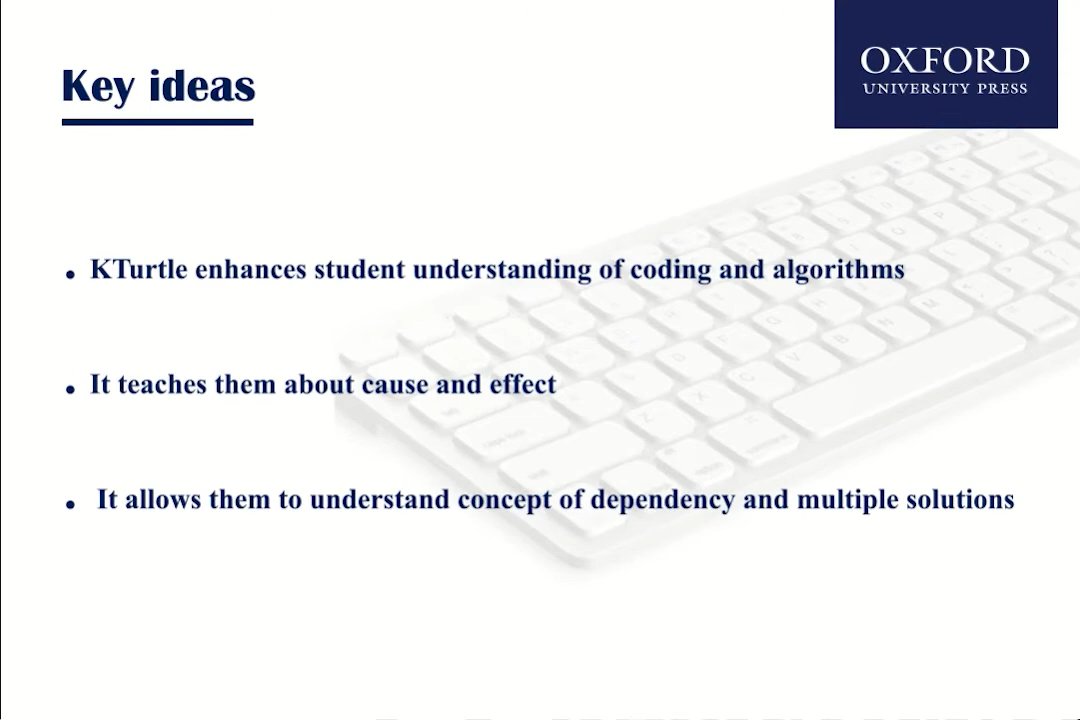 OXFORD
UNIVERSITY PRESS
Key ideas
• KTurtle enhances student understanding of coding and algorithms
• It teaches them about cause and effect
• It allows them to understand concept of dependency and multiple solutions